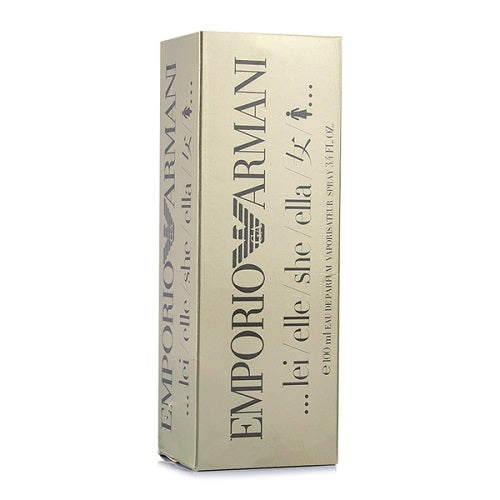 EMPORIO ARMANI
... lei/elle/she/ella/女/...
EMPORIO ARMANI
... lei/elle/she/ella/女/...
e 100 ml EAU DE PARFUM VAPORISATEUR SPRAY 3.4 FL. OZ.